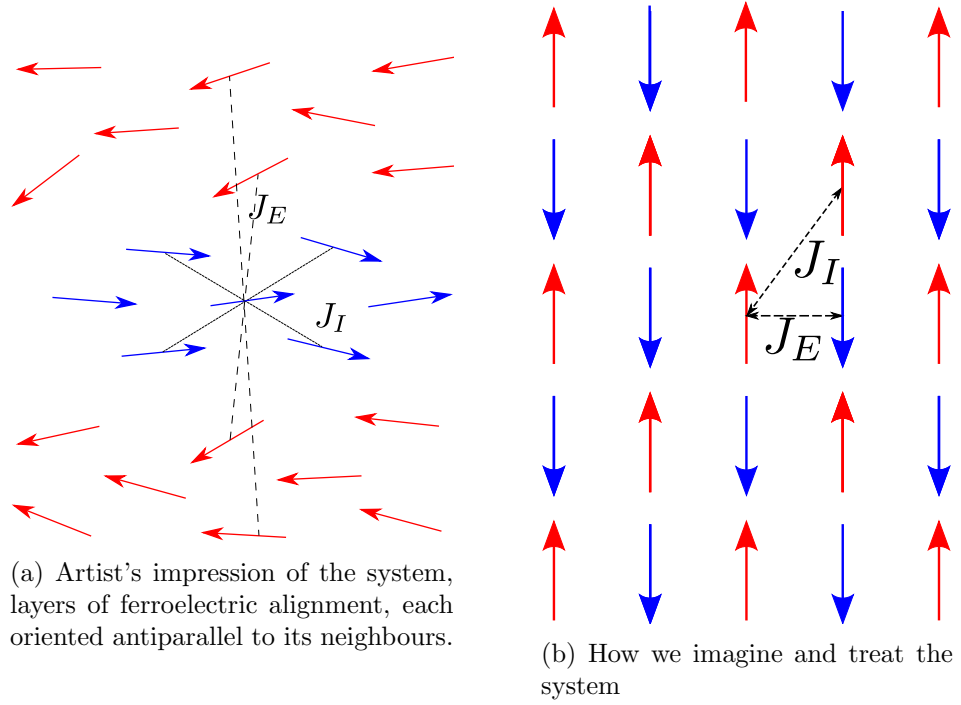 J_E
J_I
(a) Artist's impression of the system,
layers of ferroelectric alignment, each
oriented antiparallel to its neighbours.
J_I
J_E
(b) How we imagine and treat the
system